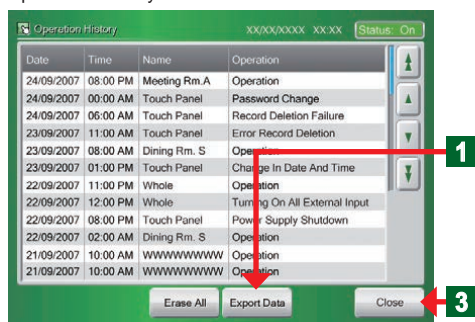 Operation History XX/XX/XXXX XX:XX Status: On
Date Time Name Operation
24/09/2007 08:00 PM Meeting Rm.A Operation
24/09/2007 00:00 AM Touch Panel Password Change
24/09/2007 06:00 AM Touch Panel Record Deletion Failure
23/09/2007 11:00 AM Touch Panel Error Record Deletion
23/09/2007 08:00 AM Dining Rm. S Operation
23/09/2007 01:00 PM Touch Panel Change In Date And Time
22/09/2007 11:00 PM Whole Operation
22/09/2007 12:00 PM Whole Turning On All External Input
22/09/2007 08:00 PM Touch Panel Power Supply Shutdown
22/09/2007 02:00 AM Dining Rm. S Operation
21/09/2007 10:00 AM WWWWWWWW Operation
21/09/2007 10:00 AM WWWWWWWW Operation
1
Erase All Export Data Close 3